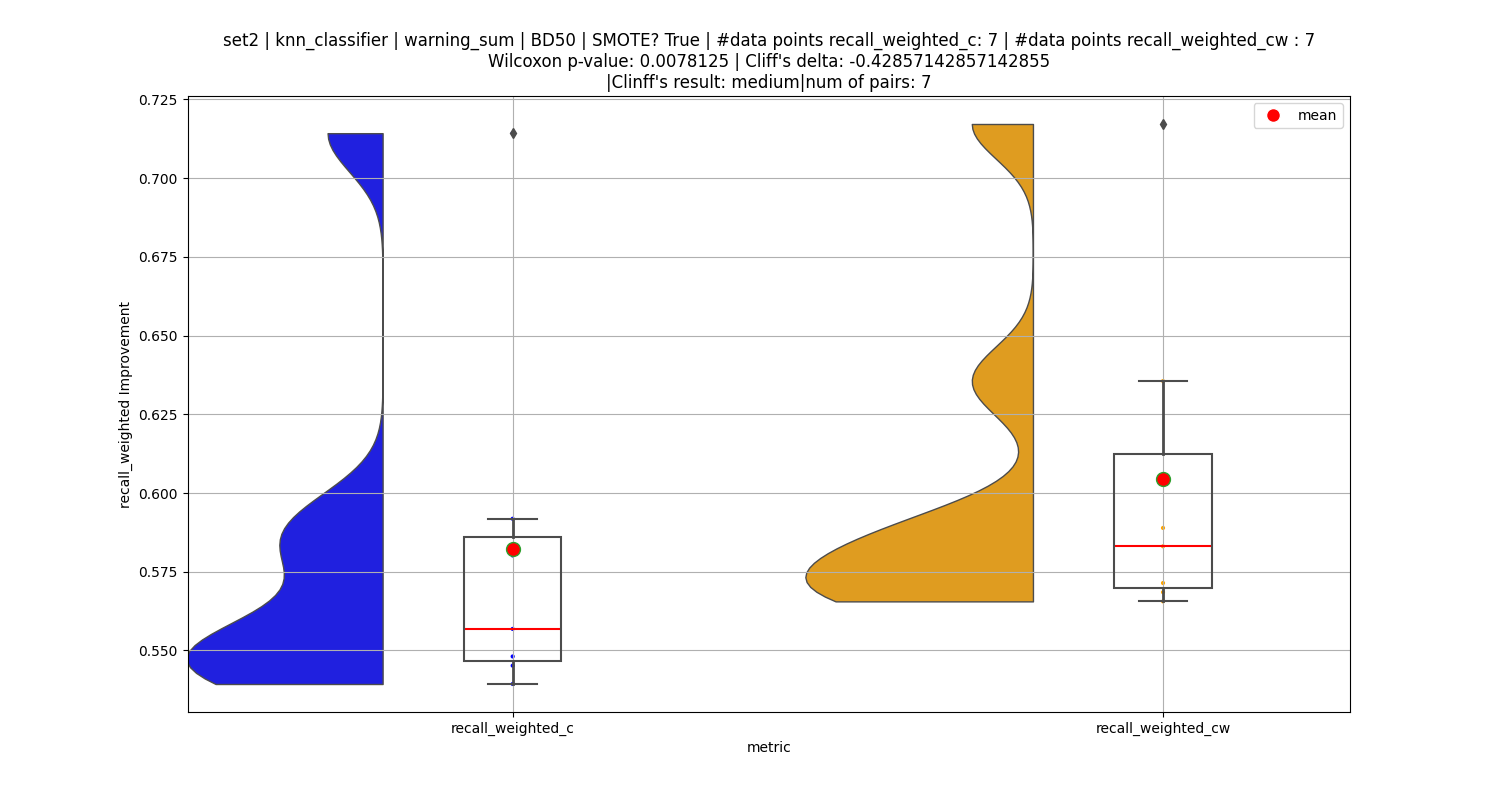 set2 | knn_classifier | warning_sum | BD50 | SMOTE? True | #data points recall_weighted_c: 7 | #data points recall_weighted_cw : 7
Wilcoxon p-value: 0.0078125 | Cliff's delta: -0.42857142857142855
|Clinff's result: medium|num of pairs: 7
mean
recall_weighted Improvement
0.725
0.700
0.675
0.650
0.625
0.600
0.575
0.550
recall_weighted_c
recall_weighted_cw
metric